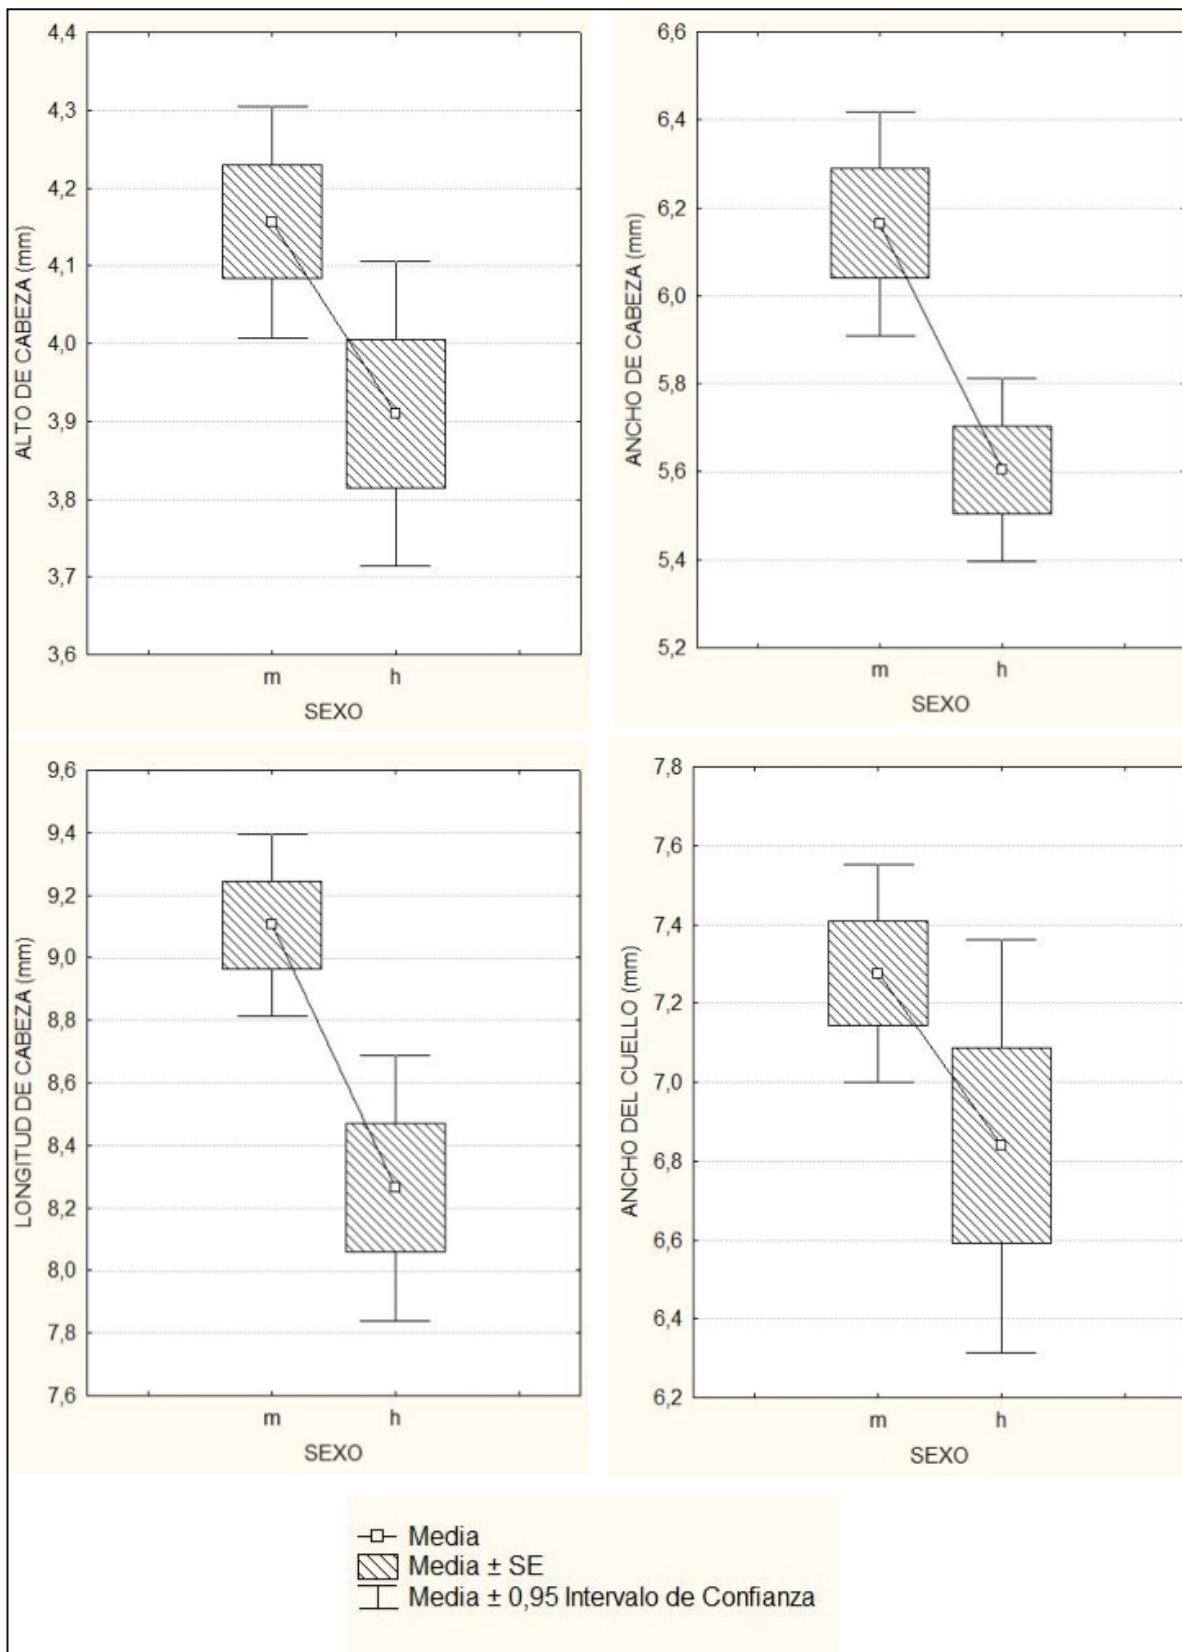 4,4
4,3
4,2
4,1
4,0
3,9
3,8
3,7
3,6
ALTO DE CABEZA (mm)
m h
SEXO
6,6
6,4
6,2
6,0
5,8
5,6
5,4
5,2
ANCHO DE CABEZA (mm)
m h
SEXO
9,6
9,4
9,2
9,0
8,8
8,6
8,4
8,2
8,0
7,8
7,6
LONGITUD DE CABEZA (mm)
m h
SEXO
7,8
7,6
7,4
7,2
7,0
6,8
6,6
6,4
6,2
ANCHO DEL CUELLO (mm)
m h
SEXO
Media
Media ± SE
Media ± 0,95 Intervalo de Confianza